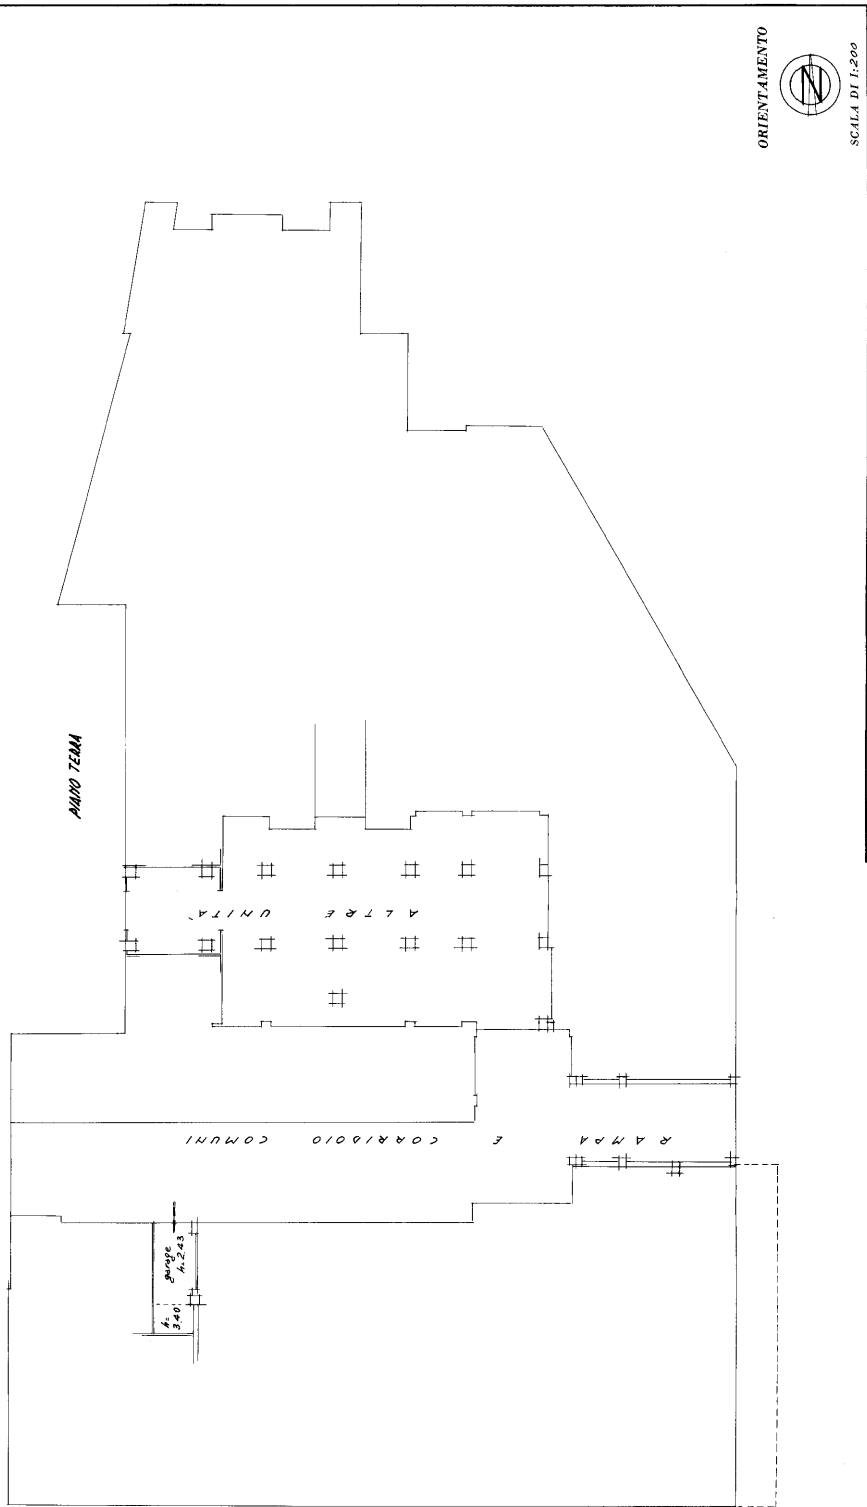 ORIENTAMENTO
N
SCALA DI 1:200
PIANO TERRA
ALTRE UNITA'
RAMPA E CORRIDOIO COMUNI
garage
h=2.43
h=
3.40